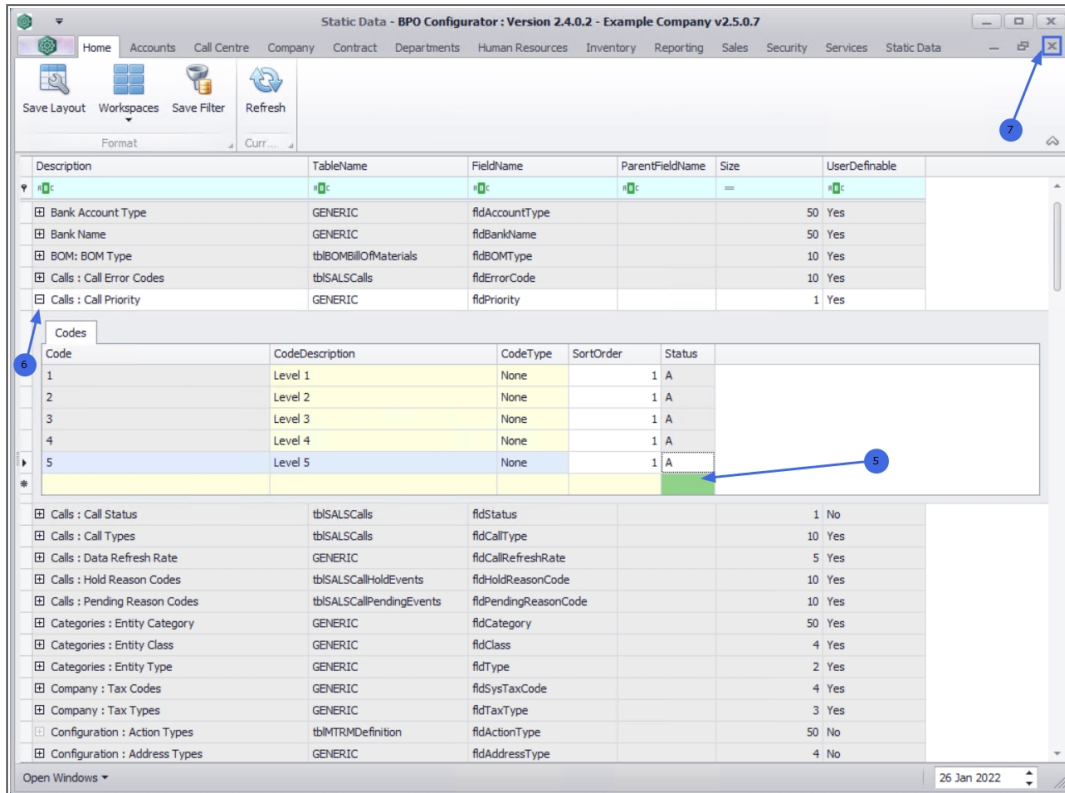 Static Data - BPO Configurator : Version 2.4.0.2 - Example Company v2.5.0.7
Home Accounts Call Centre Company Contract Departments Human Resources Inventory Reporting Sales Security Services Static Data
Save Layout Workspaces Save Filter Refresh
7
Format Curr...
Description TableName FieldName ParentFieldName Size UserDefinable
Bank Account Type GENERIC fldAccountType 50 Yes
Bank Name GENERIC fldBankName 50 Yes
BOM: BOM Type tblBOMBillOfMaterials fldBOMType 10 Yes
Calls : Call Error Codes tblSALSCalls fldErrorCode 10 Yes
Calls : Call Priority GENERIC fldPriority 1 Yes
Codes
6
Code CodeDescription CodeType SortOrder Status
1 Level 1 None 1 A
2 Level 2 None 1 A
3 Level 3 None 1 A
4 Level 4 None 1 A
5 Level 5 None 1 A
5
Calls : Call Status tblSALSCalls fldStatus 1 No
Calls : Call Types tblSALSCalls fldCallType 10 Yes
Calls : Data Refresh Rate GENERIC fldCallRefreshRate 5 Yes
Calls : Hold Reason Codes tblSALSCallHoldEvents fldHoldReasonCode 10 Yes
Calls : Pending Reason Codes tblSALSCallPendingEvents fldPendingReasonCode 10 Yes
Categories : Entity Category GENERIC fldCategory 50 Yes
Categories : Entity Class GENERIC fldClass 4 Yes
Categories : Entity Type GENERIC fldType 2 Yes
Company : Tax Codes GENERIC fldSysTaxCode 4 Yes
Company : Tax Types GENERIC fldTaxType 3 Yes
Configuration : Action Types tblMTRMDefinition fldActionType 50 No
Configuration : Address Types GENERIC fldAddressType 4 No
Open Windows 26 Jan 2022